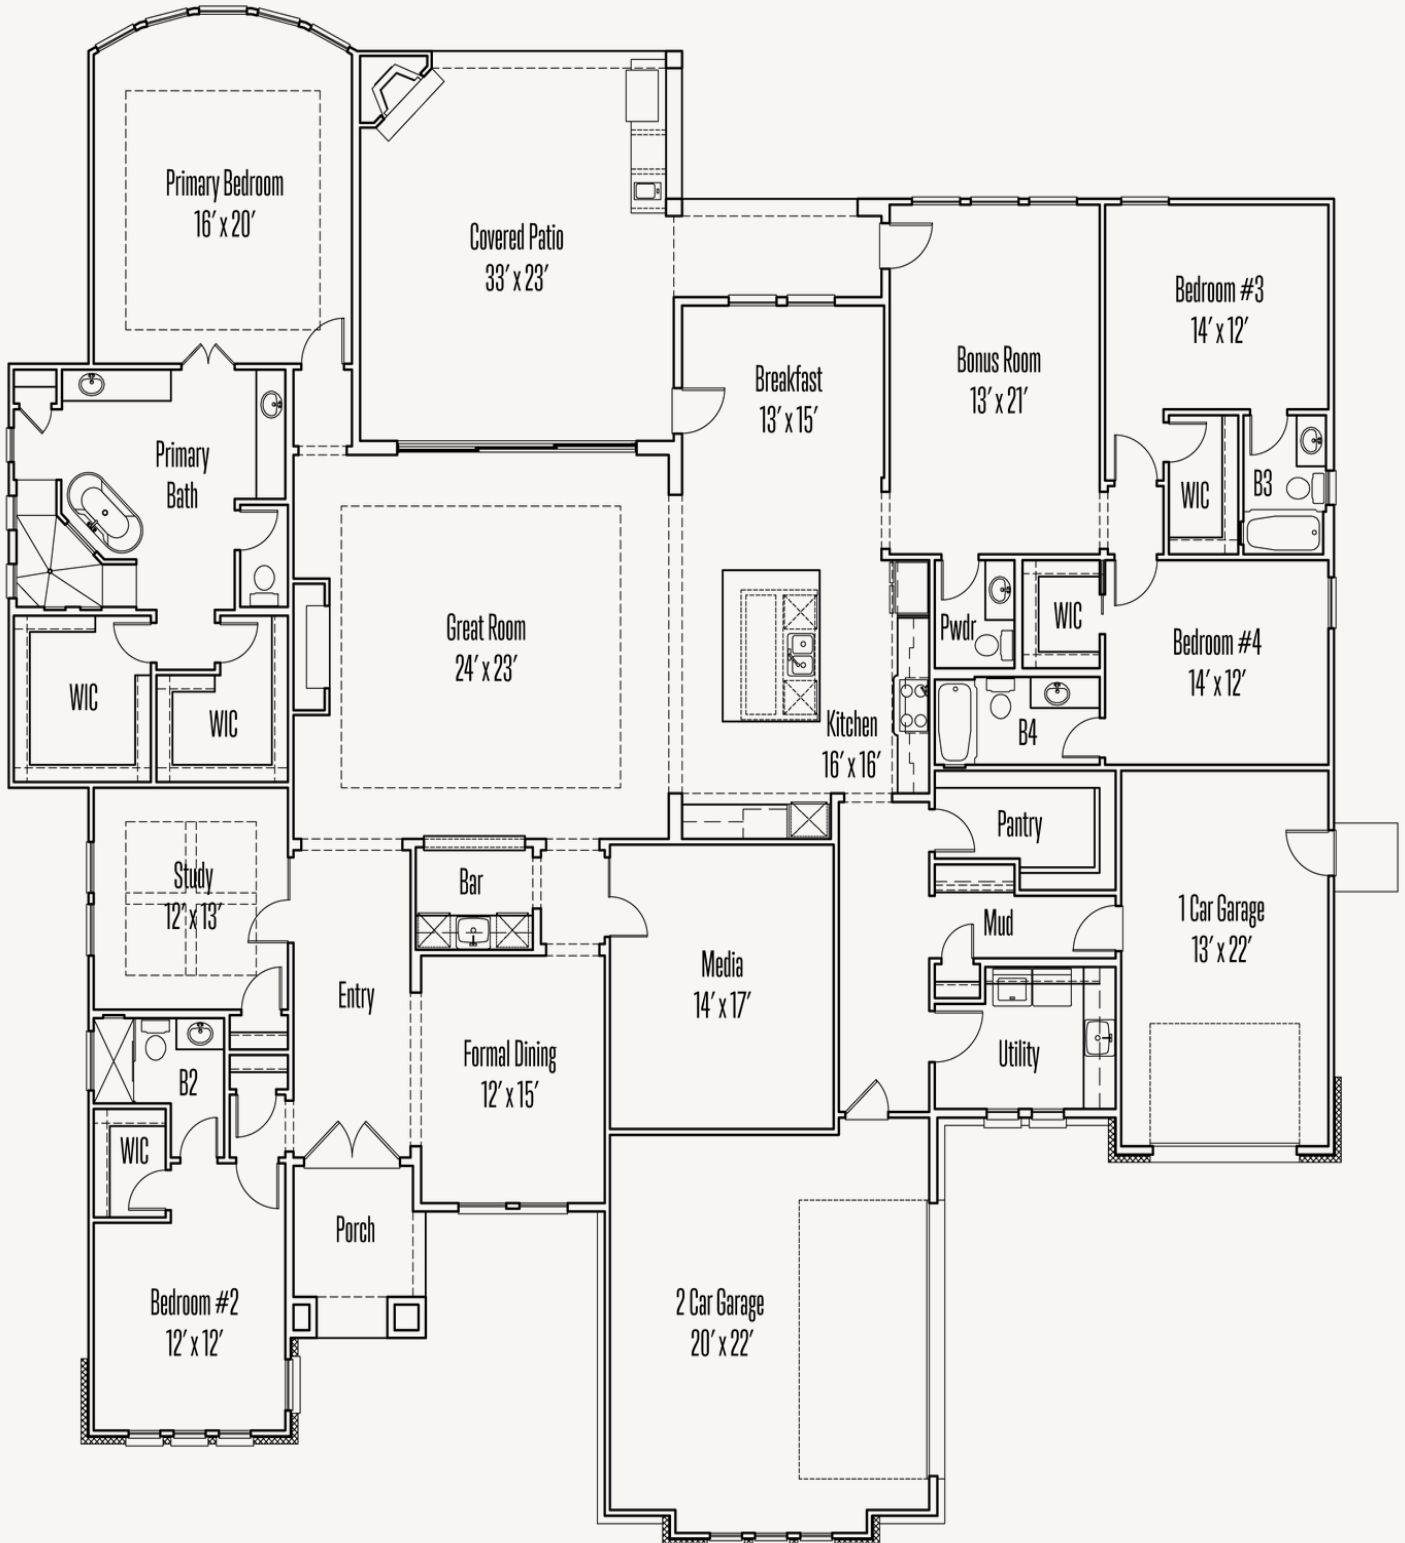 Primary Bedroom
16' x 20'
Covered Patio
33' x 23'
Bedroom #3
14' x 12'
Breakfast
13' x 15'
Bonus Room
13' x 21'
Primary
Bath
WIC
B3
Great Room
24' x 23'
Pwdr
WIC
Bedroom #4
14' x 12'
WIC
WIC
Kitchen
16' x 16'
B4
Study
12' x 13'
Bar
Pantry
1 Car Garage
13' x 22'
Mud
Media
14' x 17'
Entry
Formal Dining
12' x 15'
Utility
B2
WIC
Porch
Bedroom #2
12' x 12'
2 Car Garage
20' x 22'